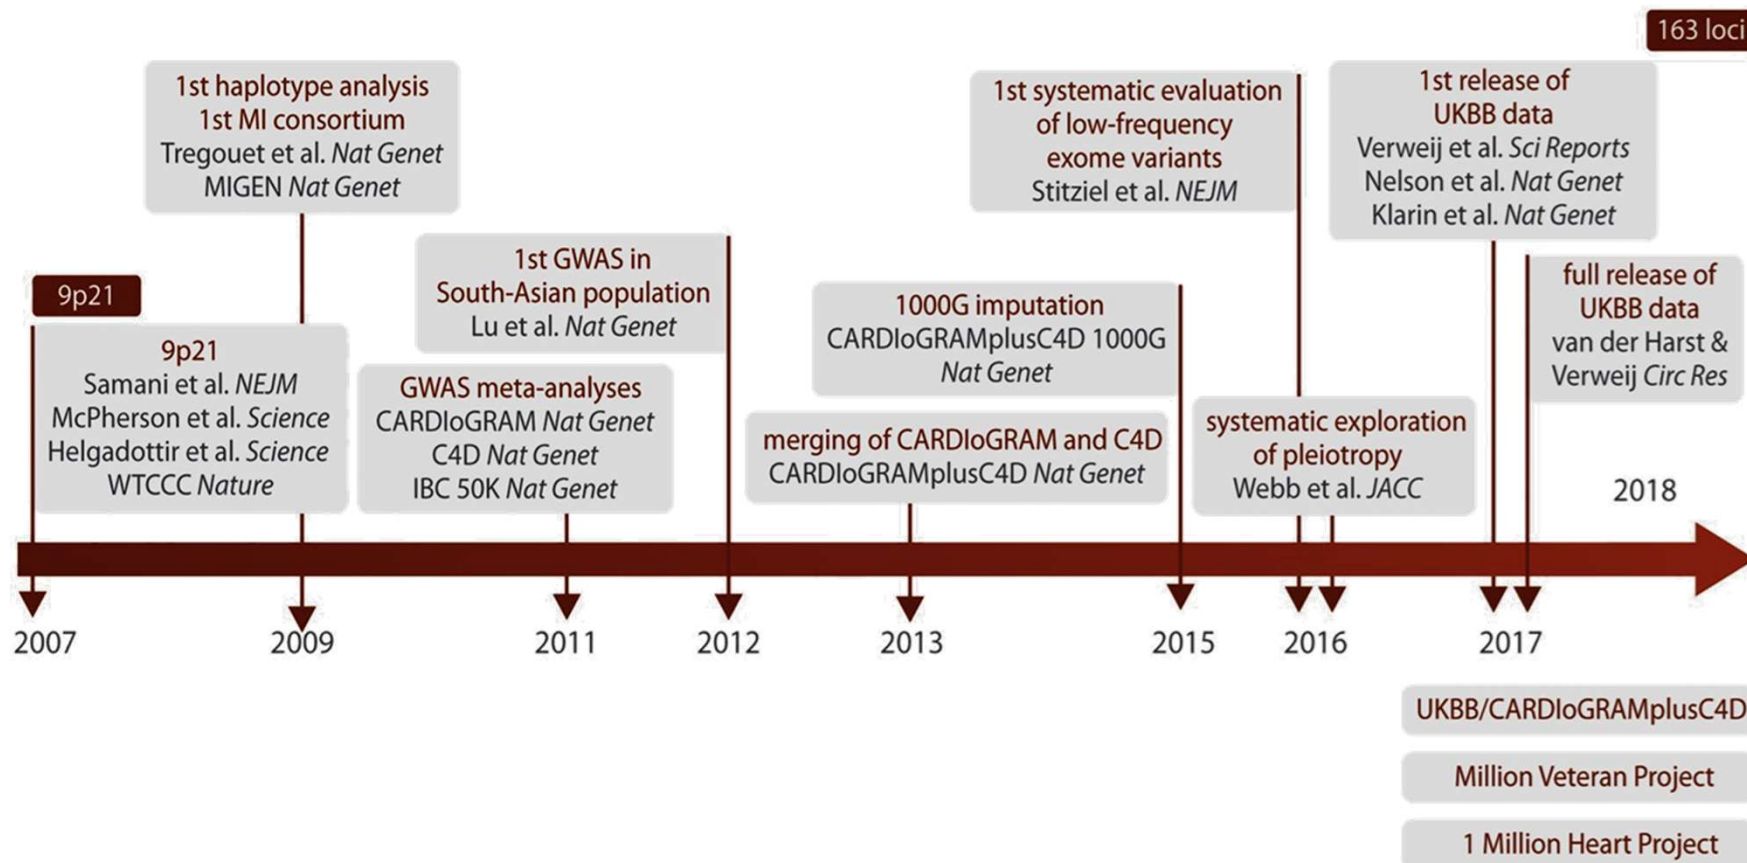 163 loci
1st haplotype analysis
1st MI consortium
Tregouet et al. Nat Genet
MIGEN Nat Genet
1st systematic evaluation
of low-frequency
exome variants
Stitziel et al. NEJM
1st release of
UKBB data
Verweij et al. Sci Reports
Nelson et al. Nat Genet
Klarin et al. Nat Genet
9p21
9p21
Samani et al. NEJM
McPherson et al. Science
Helgadottir et al. Science
WTCCC Nature
1st GWAS in
South-Asian population
Lu et al. Nat Genet
GWAS meta-analyses
CARDIoGRAM Nat Genet
C4D Nat Genet
IBC 50K Nat Genet
1000G imputation
CARDIoGRAMplusC4D 1000G
Nat Genet
merging of CARDIoGRAM and C4D
CARDIoGRAMplusC4D Nat Genet
systematic exploration
of pleiotropy
Webb et al. JACC
full release of
UKBB data
van der Harst &
Verweij Circ Res
2018
2007
2009
2011
2012
2013
2015
2016
2017
UKBB/CARDIoGRAMplusC4D
Million Veteran Project
1 Million Heart Project